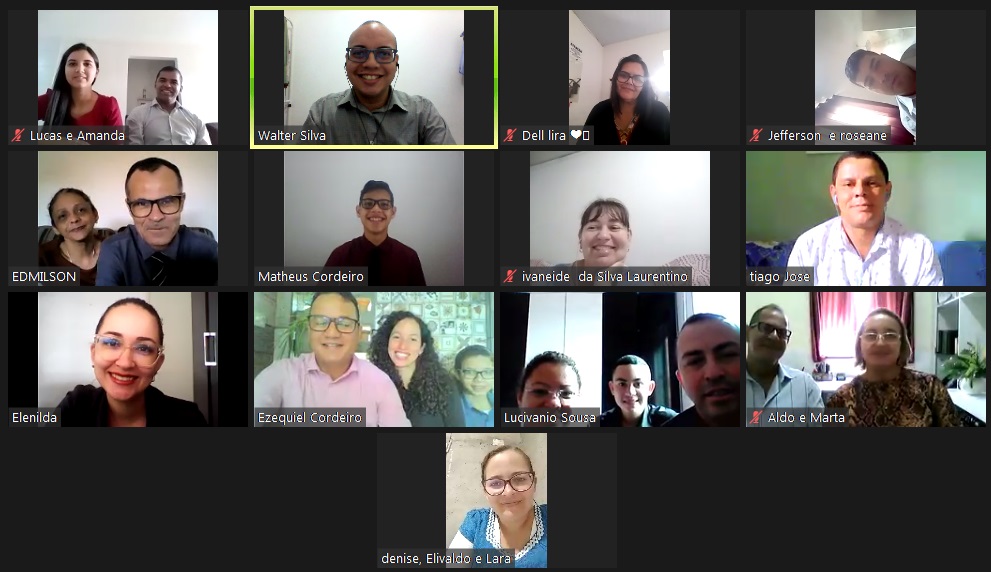 Lucas e Amanda
Walter Silva
Dell lira ❤▯
Jefferson e roseane
EDMILSON
Matheus Cordeiro
ivaneide da Silva Laurentino
tiago Jose
Elenilda
Ezequiel Cordeiro
Lucivanio Sousa
Aldo e Marta
denise, Elivaldo e Lara